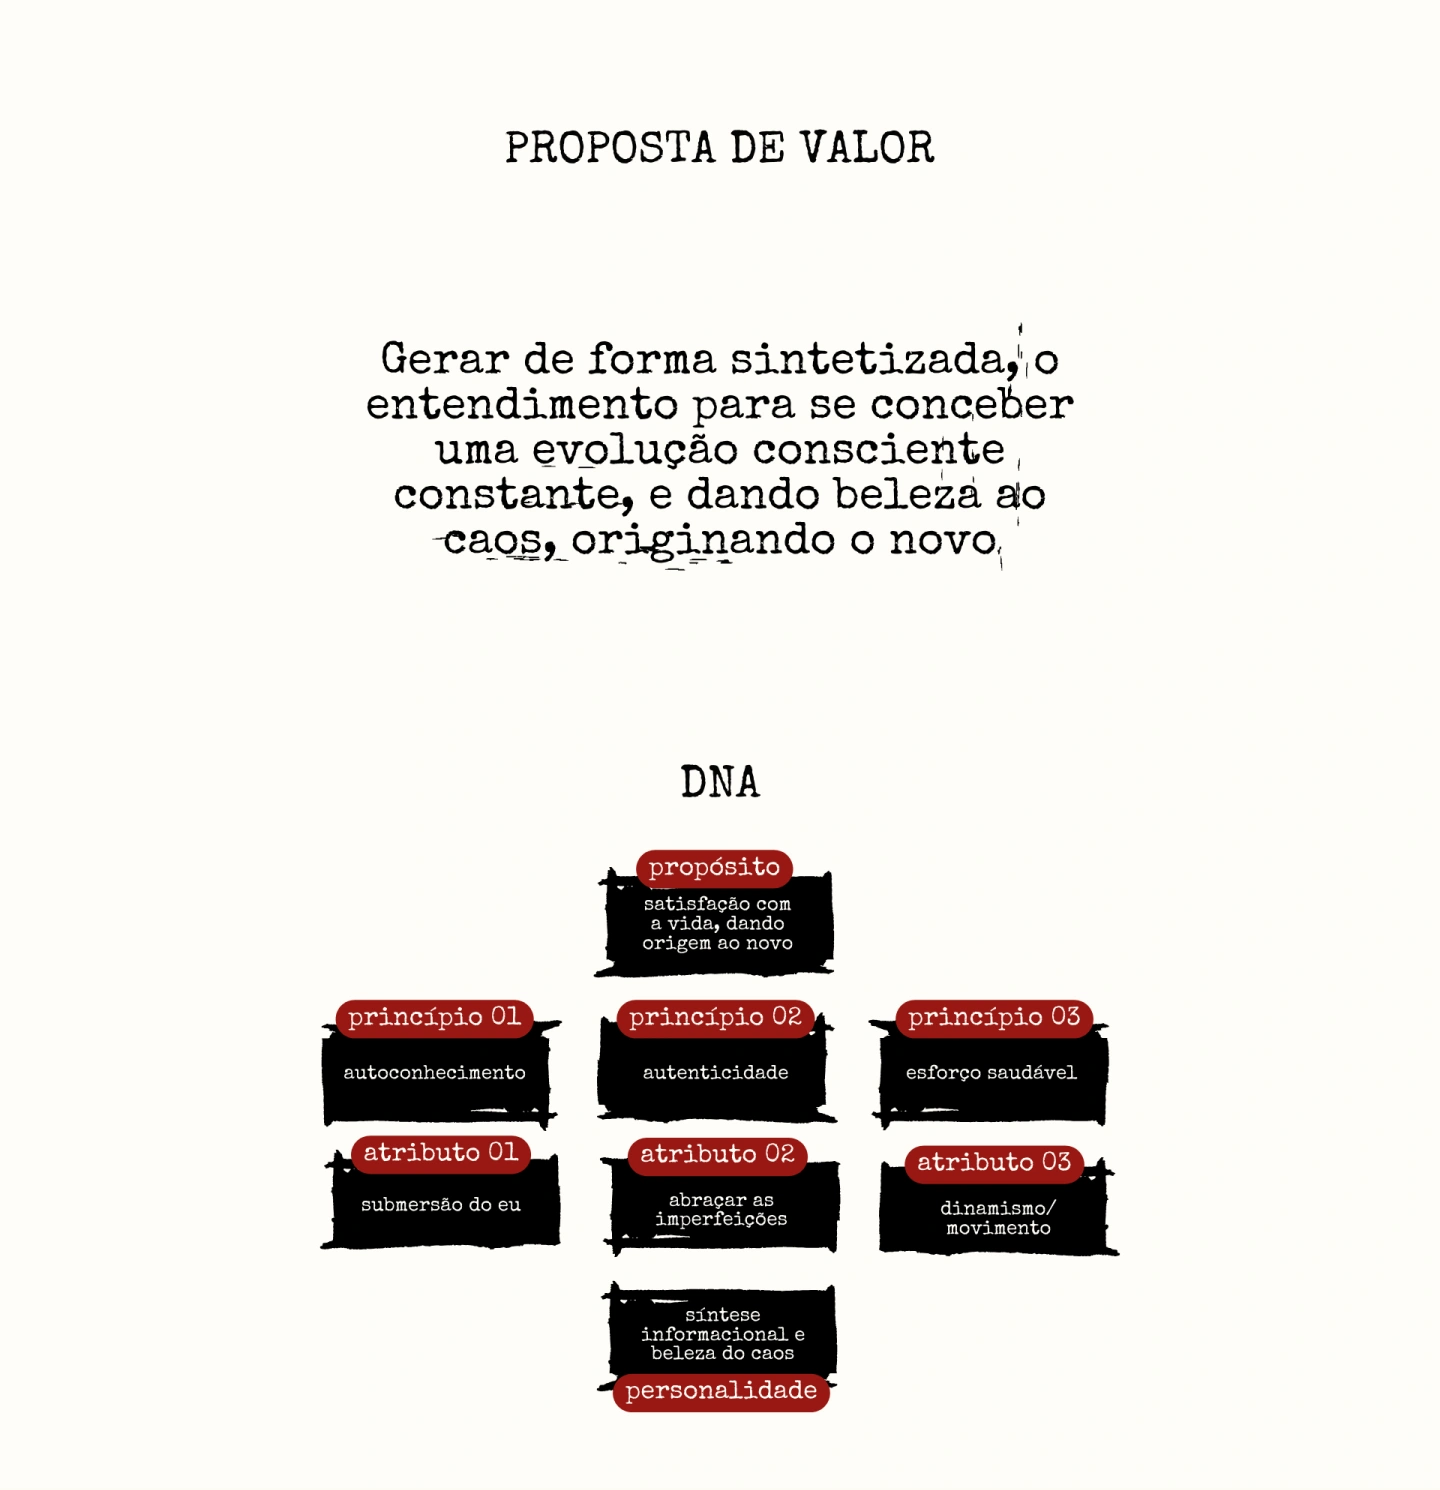 PROPOSTA DE VALOR
Gerar de forma sintetizada, o
entendimento para se conceber
uma evolução consciente
constante, e dando beleza ao
caos, originando o novo
DNA
propósito
satisfação com
a vida, dando
origem ao novo
princípio 01
autoconhecimento
princípio 02
autenticidade
princípio 03
esforço saudável
atributo 01
submersão do eu
atributo 02
abraçar as
imperfeições
atributo 03
dinamismo/
movimento
síntese
informacional e
beleza do caos
personalidade